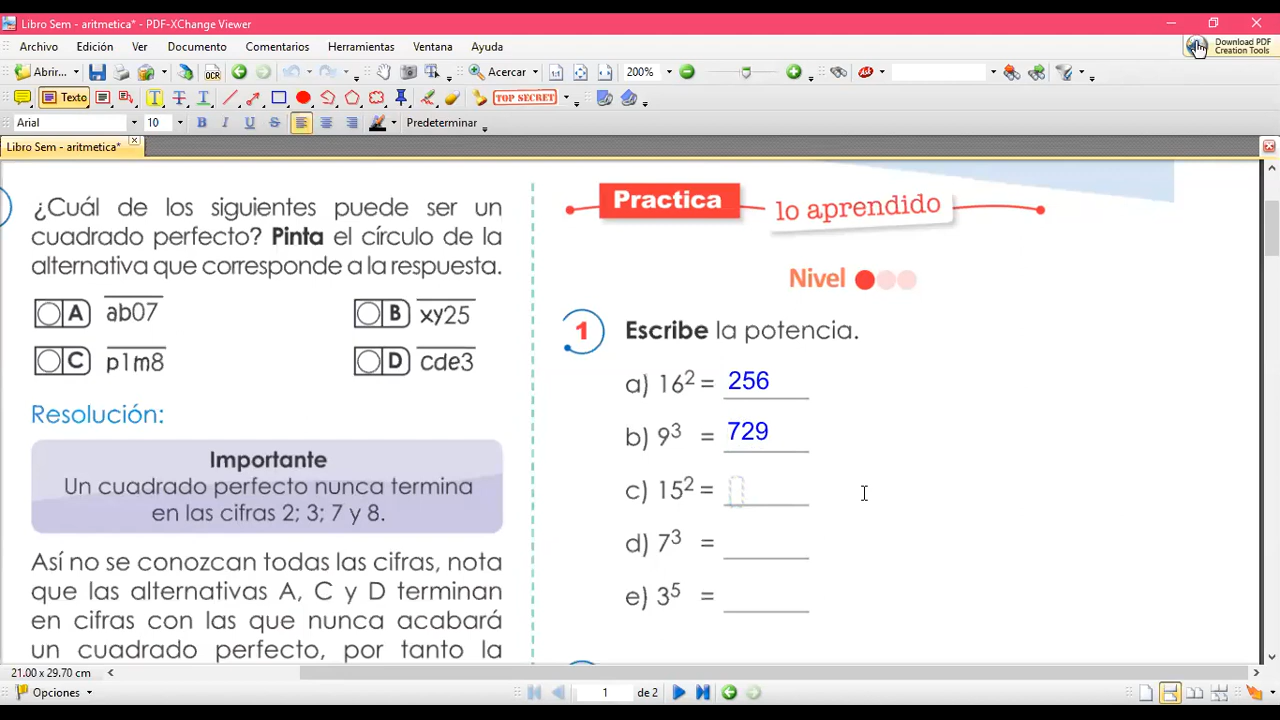 Libro Sem - aritmetica* - PDF-XChange Viewer
Archivo Edición Ver Documento Comentarios Herramientas Ventana Ayuda
Download PDF
Creation Tools
Abrir... OCR Acercar 200%
Texto TOP SECRET
Arial 10 B I U S Predeterminar
Libro Sem - aritmetica*
¿Cuál de los siguientes puede ser un
cuadrado perfecto? Pinta el círculo de la
alternativa que corresponde a la respuesta.
A ab07 B xy25
C p1m8 D cde3
Resolución:
Importante
Un cuadrado perfecto nunca termina
en las cifras 2; 3; 7 y 8.
Así no se conozcan todas las cifras, nota
que las alternativas A, C y D terminan
en cifras con las que nunca acabará
un cuadrado perfecto, por tanto la
Practica lo aprendido
Nivel
1 Escribe la potencia.
a) 16² = 256
b) 9³ = 729
c) 15² =
d) 7³ =
e) 3⁵ =
21.00 x 29.70 cm
Opciones 1 de 2